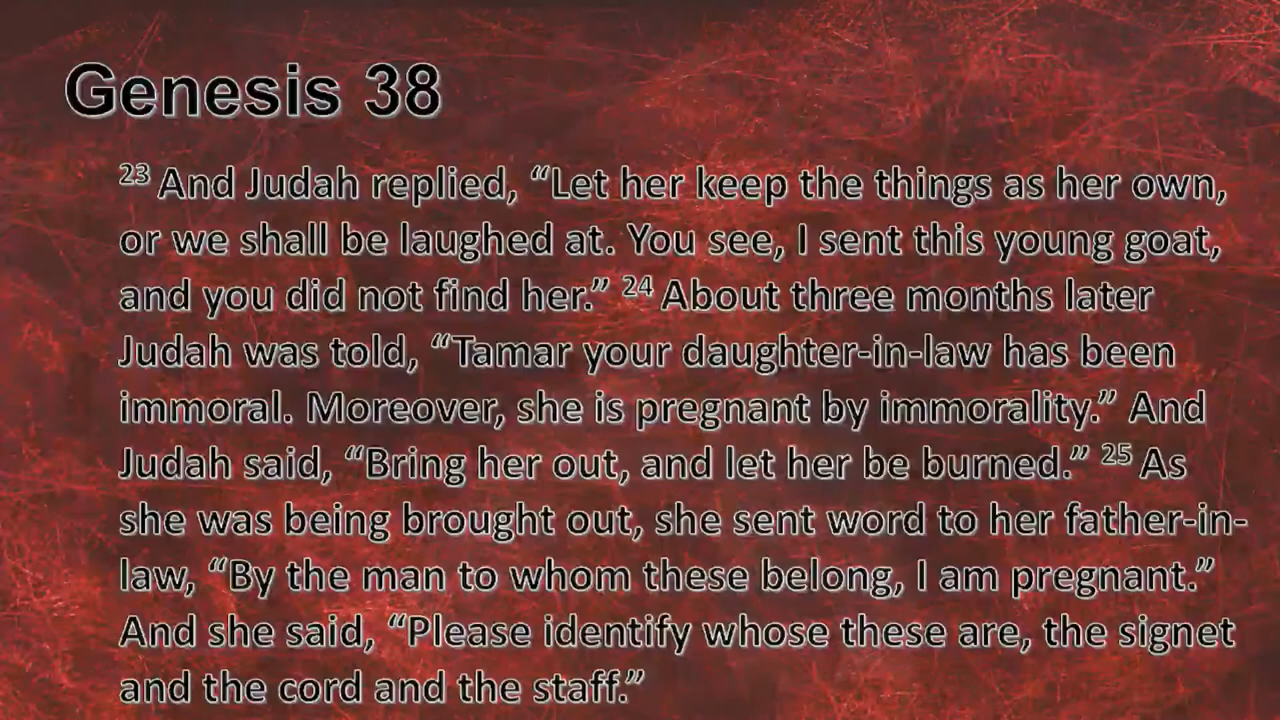 Genesis 38
23 And Judah replied, “Let her keep the things as her own,
or we shall be laughed at. You see, I sent this young goat,
and you did not find her.” 24 About three months later
Judah was told, “Tamar your daughter-in-law has been
immoral. Moreover, she is pregnant by immorality.” And
Judah said, “Bring her out, and let her be burned.” 25 As
she was being brought out, she sent word to her father-in-
law, “By the man to whom these belong, I am pregnant.”
And she said, “Please identify whose these are, the signet
and the cord and the staff.”